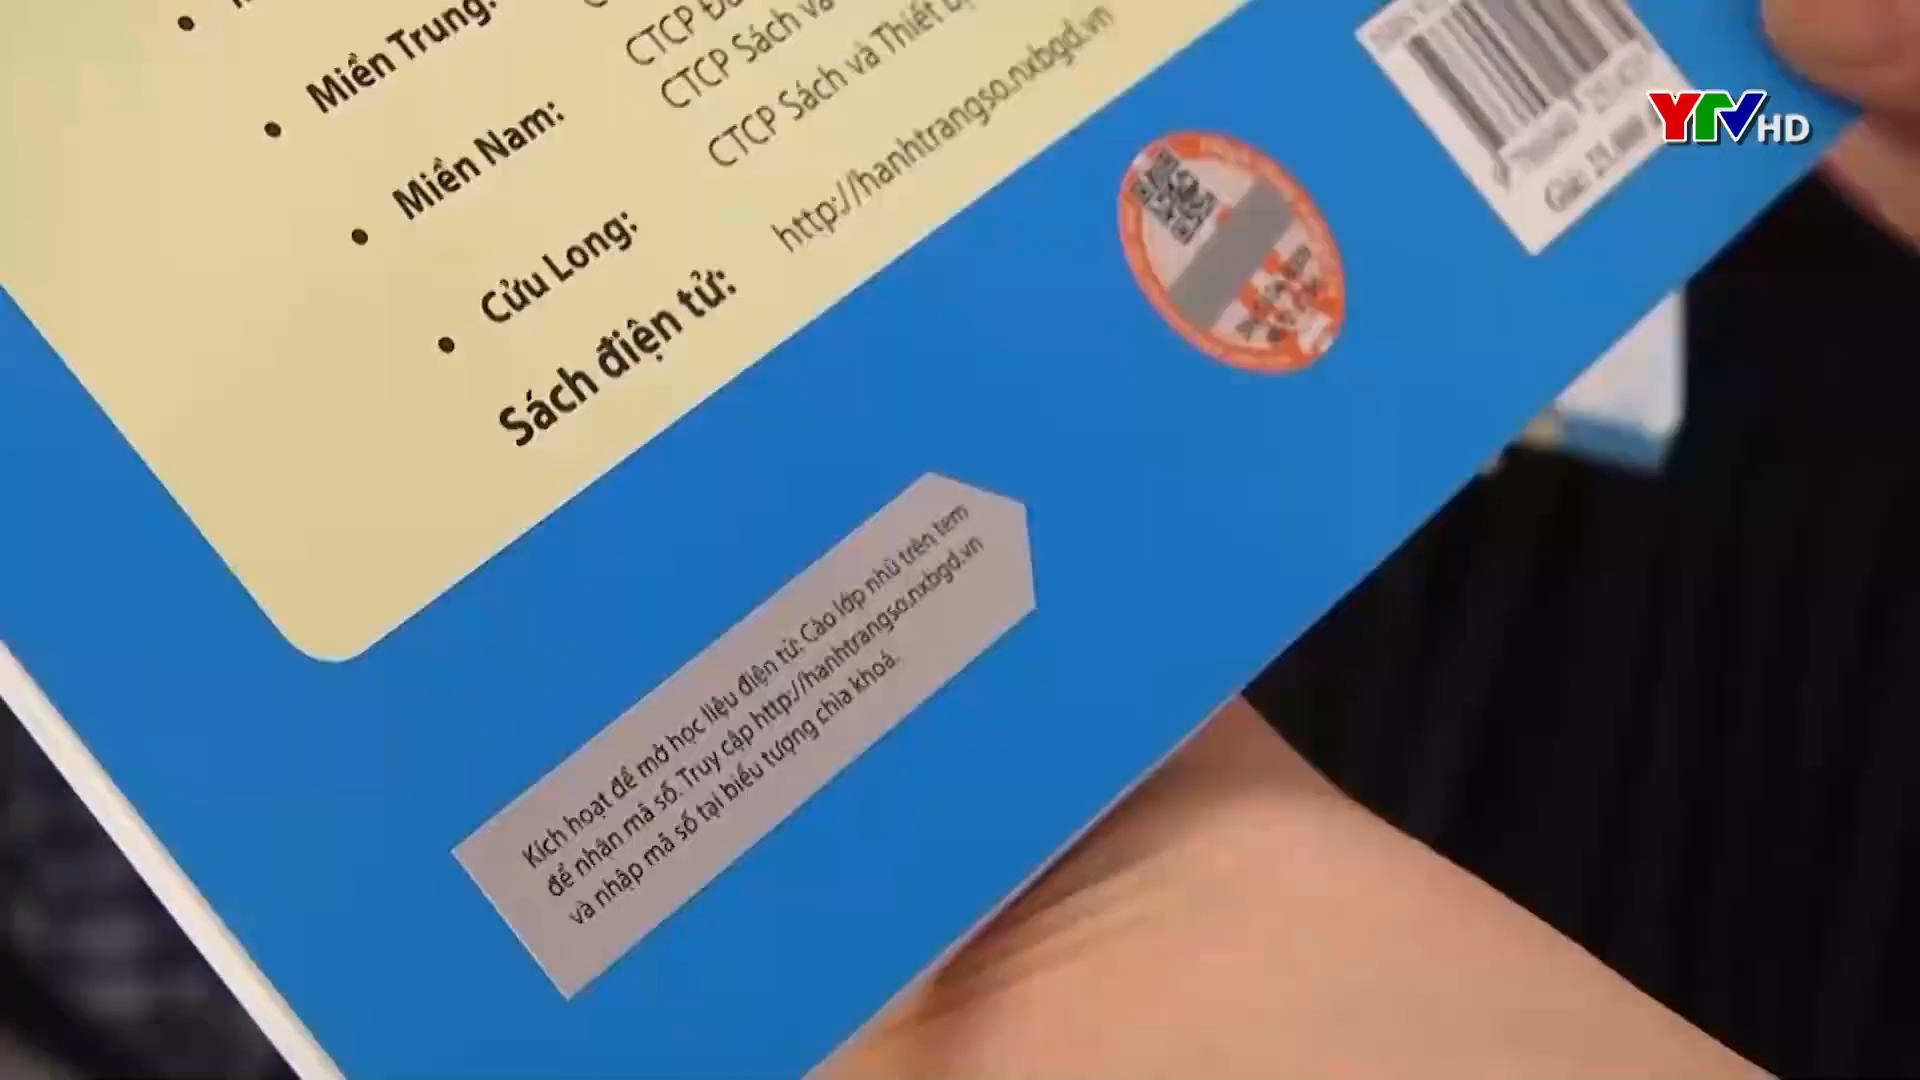 YTV HD
• Miền Trung:
CTCP
CTCP Sách và
• Miền Nam:
CTCP Sách và Thiết bị
• Cửu Long:
Sách điện tử: http://hanhtrangso.nxbgd.vn
Kích hoạt để mở học liệu điện tử: Cào lớp nhũ trên tem
để nhận mã số. Truy cập http://hanhtrangso.nxbgd.vn
và nhập mã số tại biểu tượng chìa khoá.
Giá: